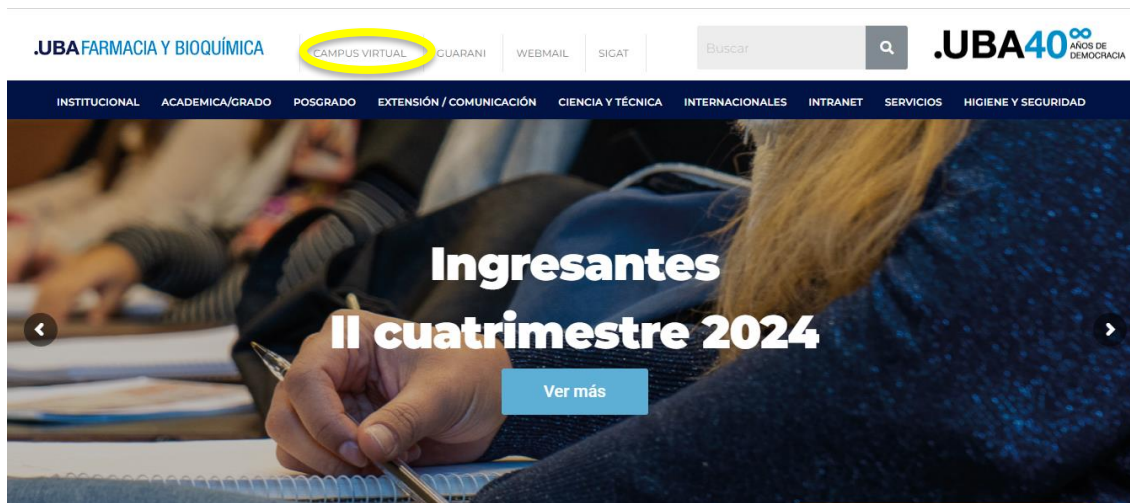 .UBA FARMACIA Y BIOQUÍMICA
CAMPUS VIRTUAL
GUARANI
WEBMAIL
SIGAT
Buscar
.UBA40 AÑOS DE
DEMOCRACIA
INSTITUCIONAL
ACADEMICA/GRADO
POSGRADO
EXTENSIÓN / COMUNICACIÓN
CIENCIA Y TÉCNICA
INTERNACIONALES
INTRANET
SERVICIOS
HIGIENE Y SEGURIDAD
Ingresantes
II cuatrimestre 2024
Ver más